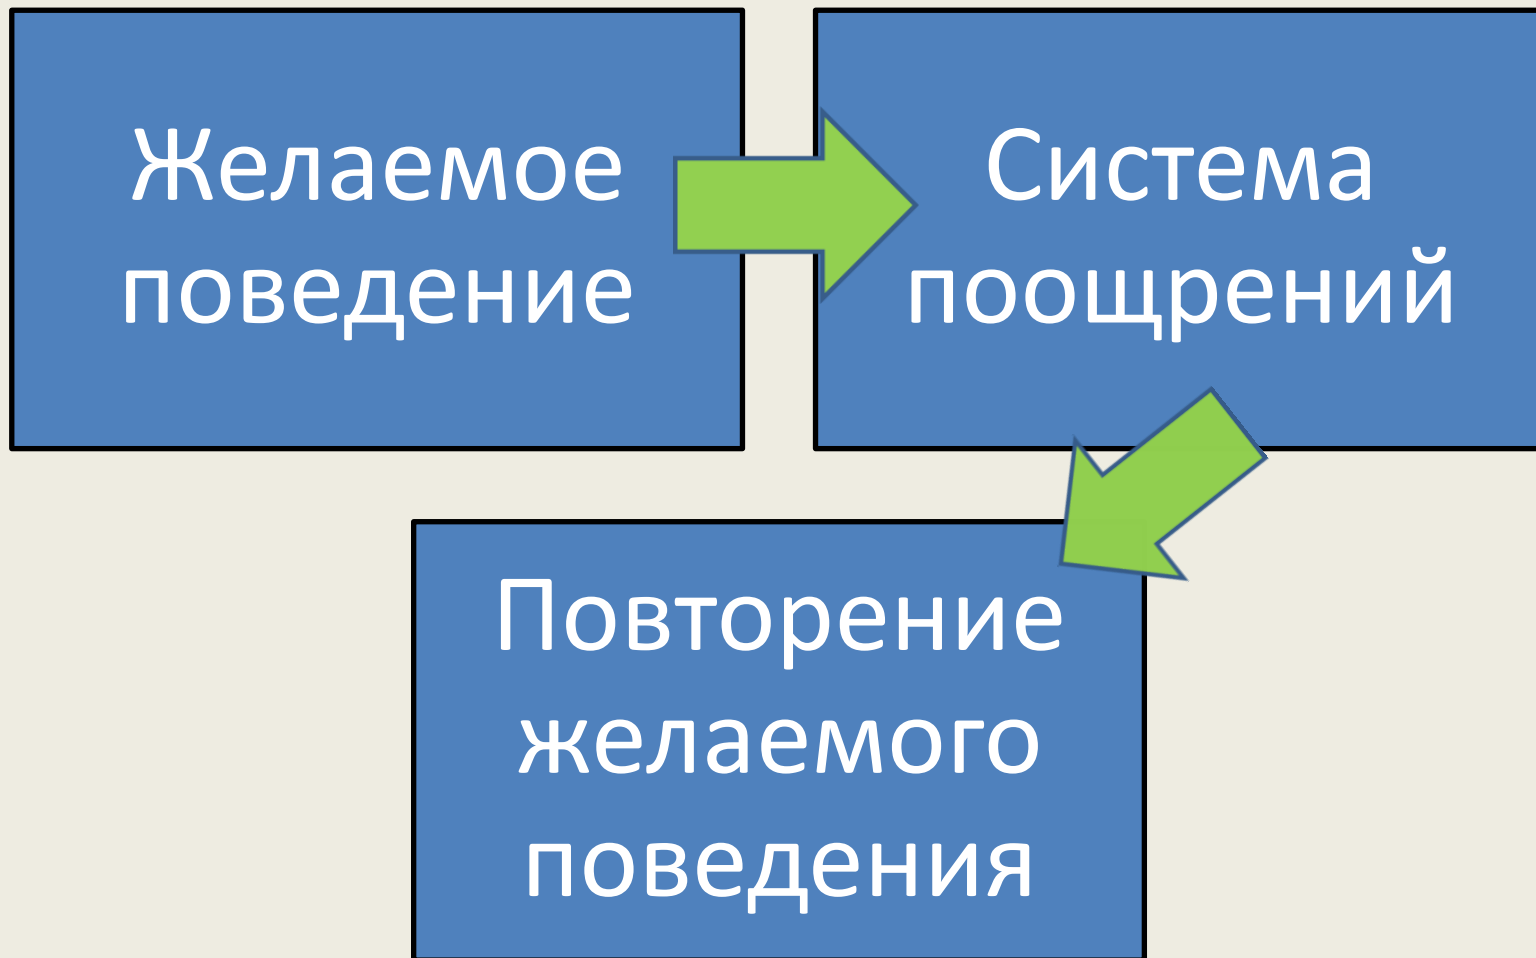 Желаемое
поведение
Система
поощрений
Повторение
желаемого
поведения